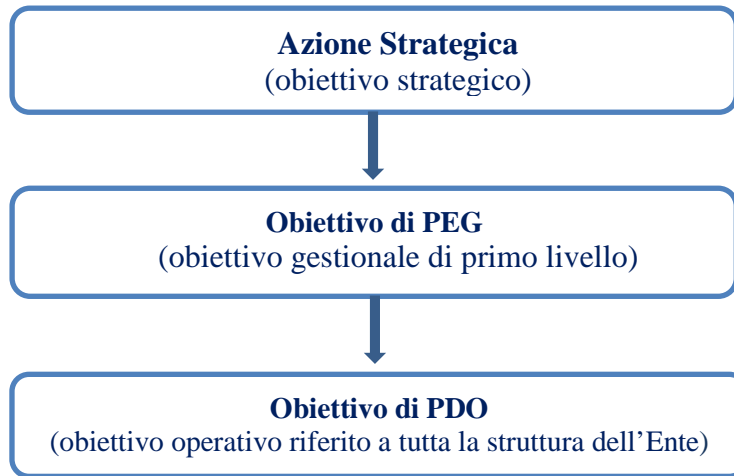 Azione Strategica
(obiettivo strategico)
Obiettivo di PEG
(obiettivo gestionale di primo livello)
Obiettivo di PDO
(obiettivo operativo riferito a tutta la struttura dell’Ente)